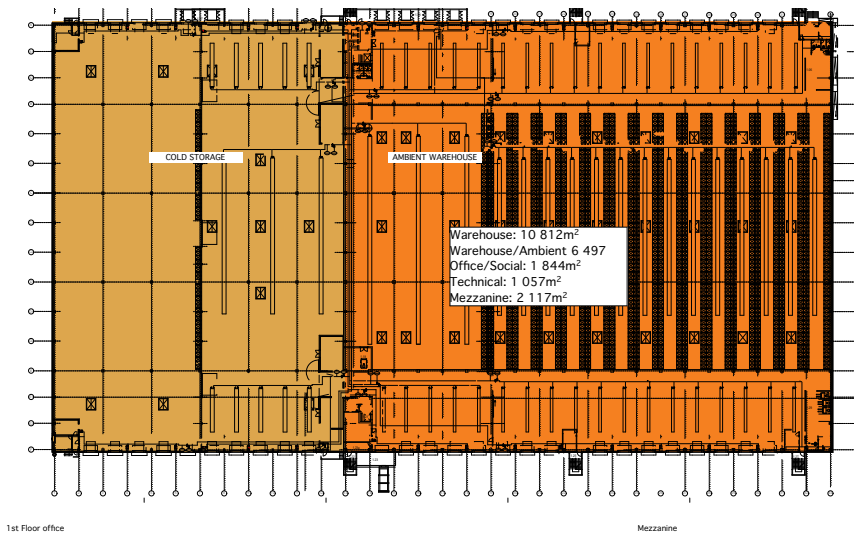 COLD STORAGE
AMBIENT WAREHOUSE
Warehouse: 10 812m²
Warehouse/Ambient 6 497
Office/Social: 1 844m²
Technical: 1 057m²
Mezzanine: 2 117m²
1st Floor office
Mezzanine